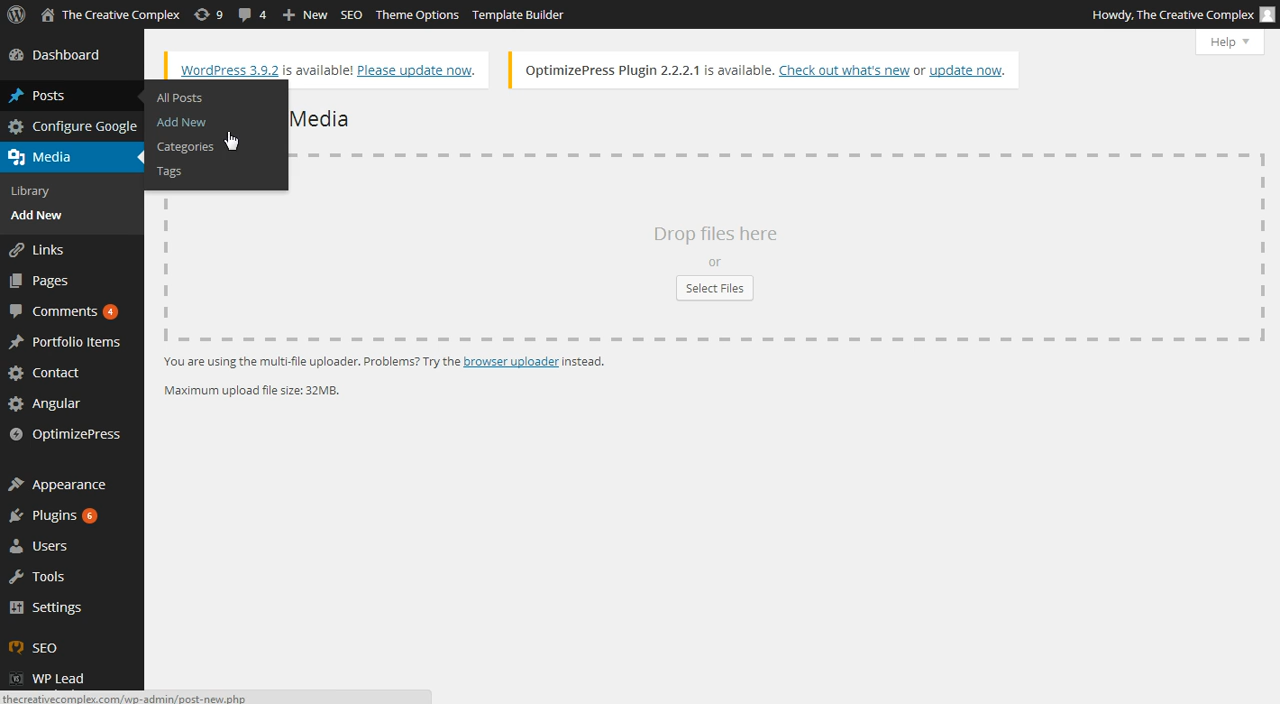 The Creative Complex 9 4 New SEO Theme Options Template Builder Howdy, The Creative Complex
Help
WordPress 3.9.2 is available! Please update now.
OptimizePress Plugin 2.2.2.1 is available. Check out what's new or update now.
Media
Dashboard
Posts
Configure Google
Media
Library
Add New
Links
Pages
Comments 4
Portfolio Items
Contact
Angular
OptimizePress
Appearance
Plugins 6
Users
Tools
Settings
SEO
WP Lead
All Posts
Add New
Categories
Tags
Drop files here
or
Select Files
You are using the multi-file uploader. Problems? Try the browser uploader instead.
Maximum upload file size: 32MB.
thecreativecomplex.com/wp-admin/post-new.php